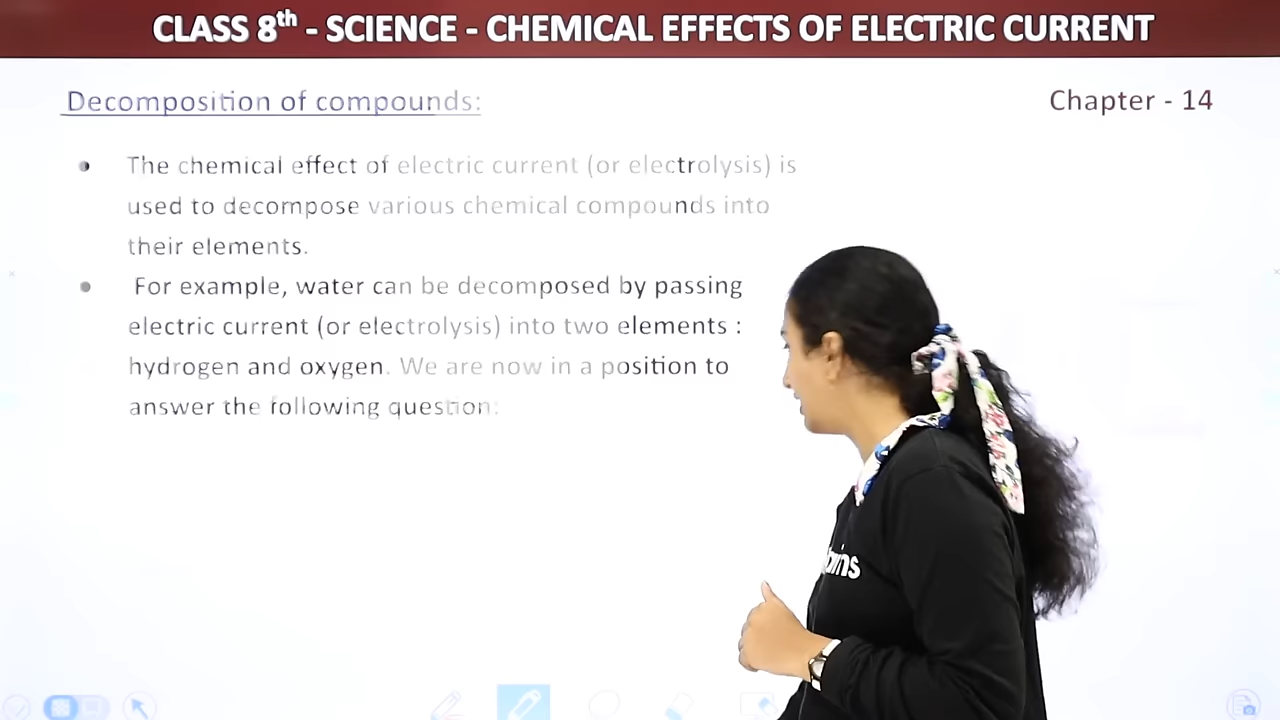 CLASS 8th - SCIENCE - CHEMICAL EFFECTS OF ELECTRIC CURRENT
Decomposition of compounds:
Chapter - 14
• The chemical effect of electric current (or electrolysis) is
used to decompose various chemical compounds into
their elements.
• For example, water can be decomposed by passing
electric current (or electrolysis) into two elements :
hydrogen and oxygen. We are now in a position to
answer the following question: